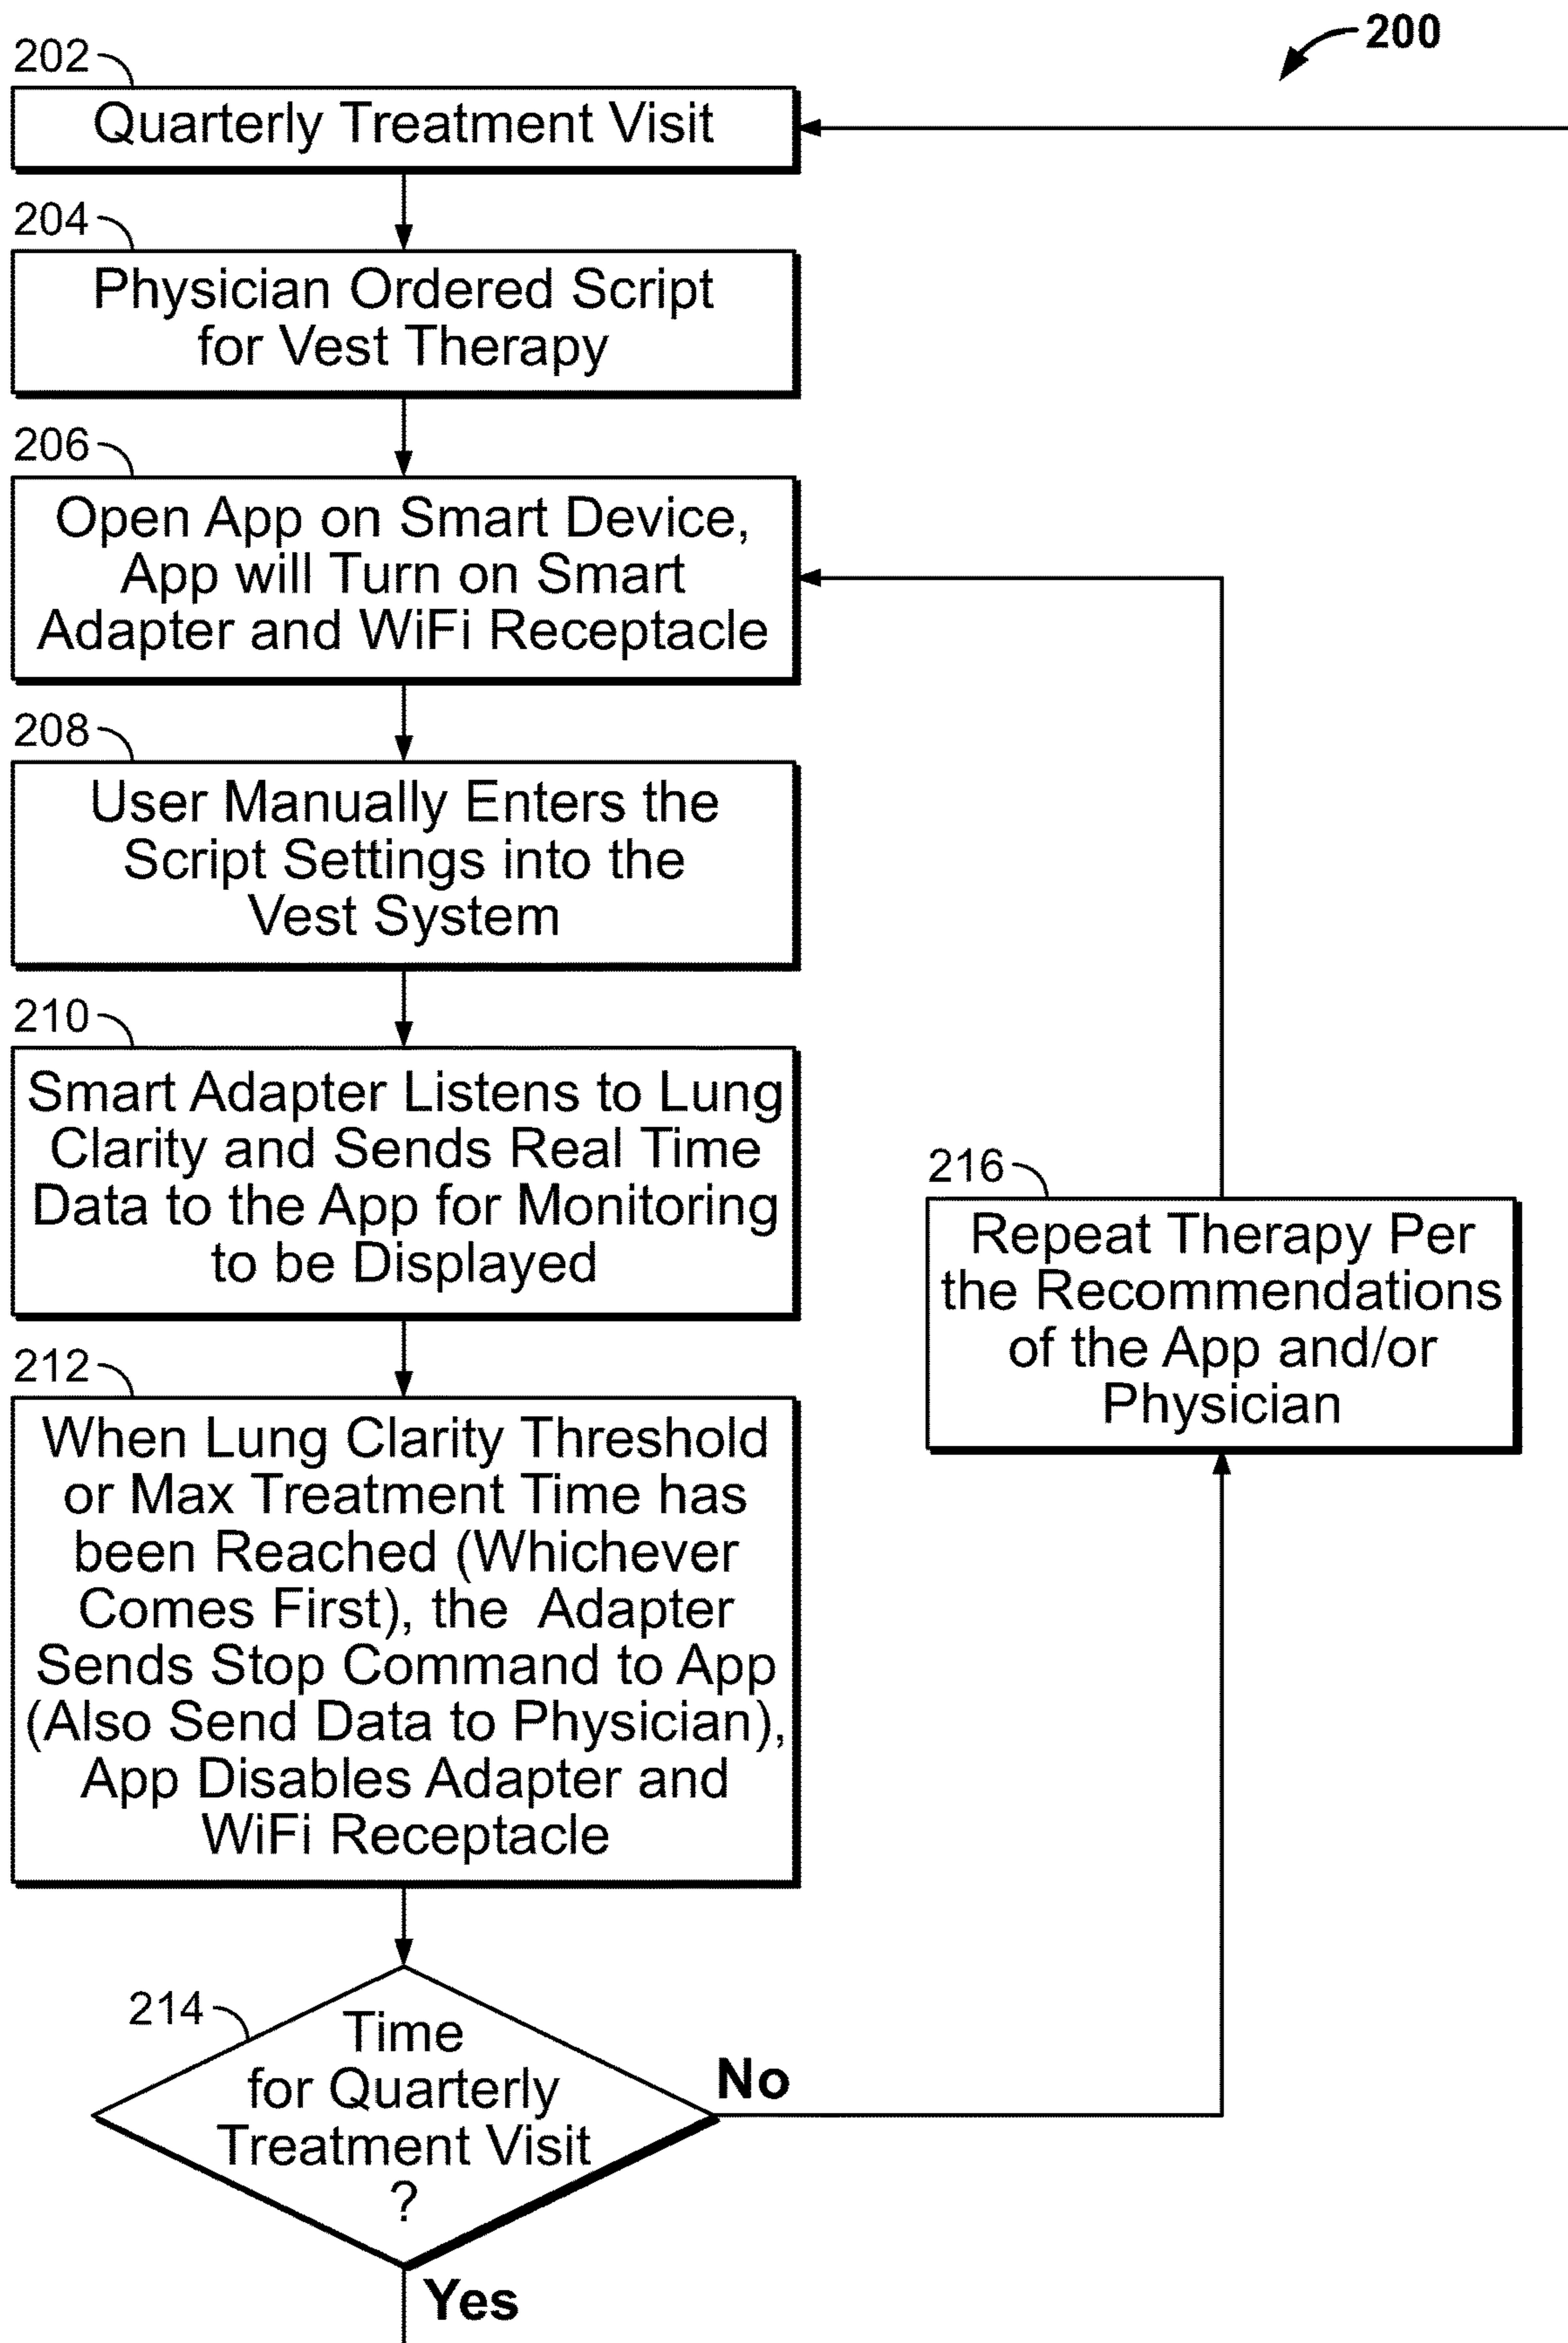 200
202
Quarterly Treatment Visit
204
Physician Ordered Script
for Vest Therapy
206
Open App on Smart Device,
App will Turn on Smart
Adapter and WiFi Receptacle
208
User Manually Enters the
Script Settings into the
Vest System
210
Smart Adapter Listens to Lung
Clarity and Sends Real Time
Data to the App for Monitoring
to be Displayed
212
When Lung Clarity Threshold
or Max Treatment Time has
been Reached (Whichever
Comes First), the Adapter
Sends Stop Command to App
(Also Send Data to Physician),
App Disables Adapter and
WiFi Receptacle
214
Time
for Quarterly
Treatment Visit
?
No
Yes
216
Repeat Therapy Per
the Recommendations
of the App and/or
Physician